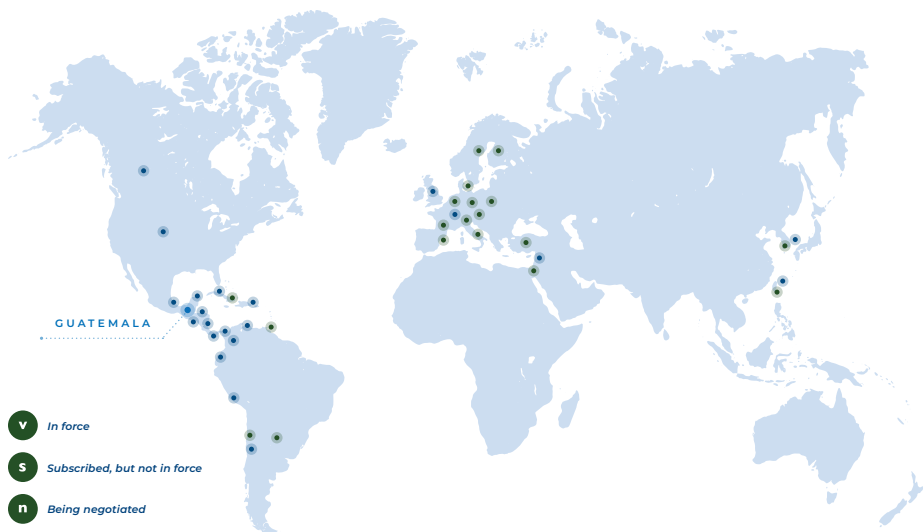 GUATEMALA
v In force
s Subscribed, but not in force
n Being negotiated